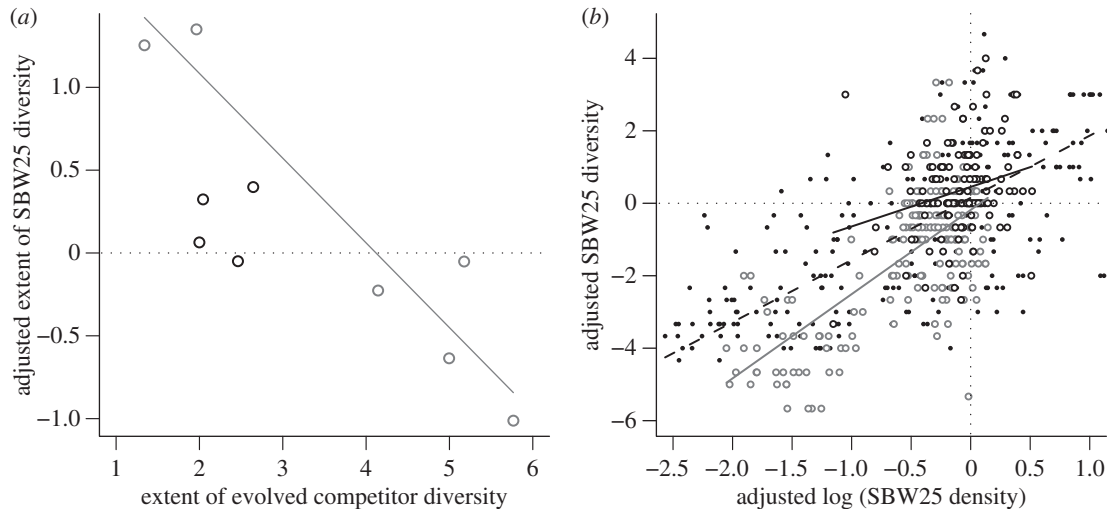 (a)
adjusted extent of SBW25 diversity
1.0
0.5
0
−0.5
−1.0
1 2 3 4 5 6
extent of evolved competitor diversity
(b)
adjusted SBW25 diversity
4
2
0
−2
−4
−6
−2.5 −2.0 −1.5 −1.0 −0.5 0 0.5 1.0
adjusted log (SBW25 density)